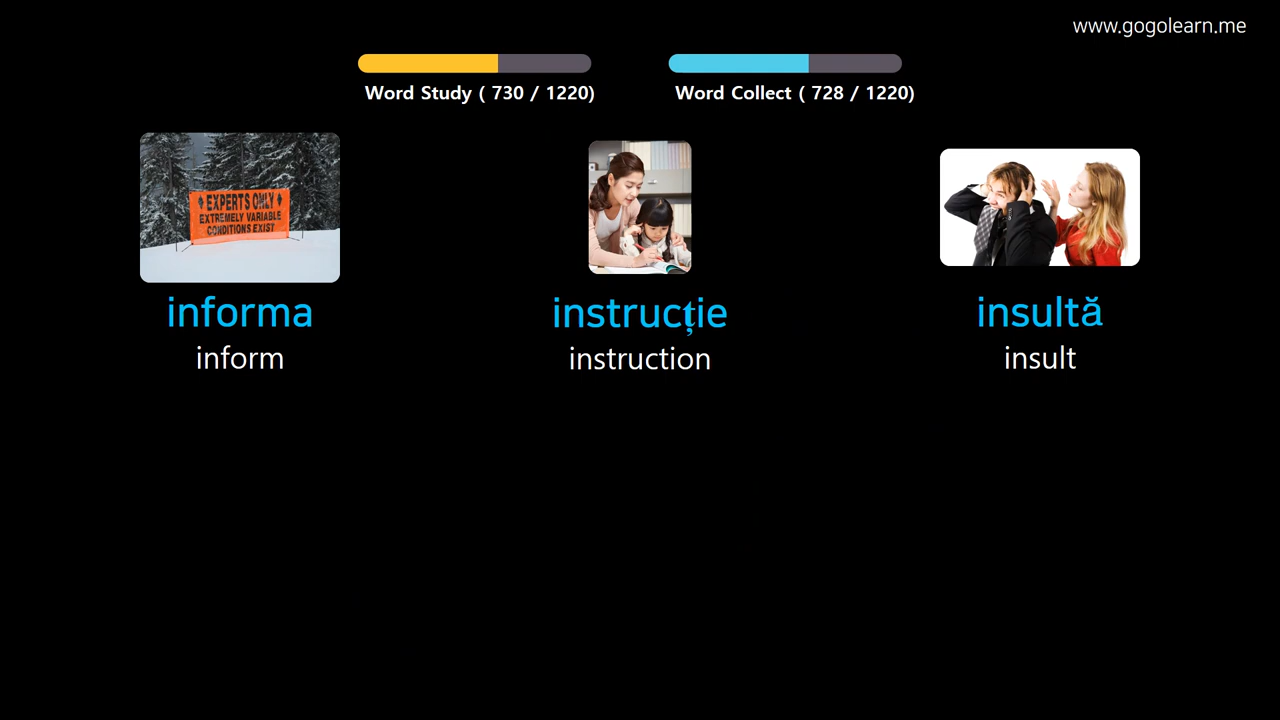 www.gogolearn.me
Word Study ( 730 / 1220)
Word Collect ( 728 / 1220)
EXPERTS ONLY
EXTREMELY VARIABLE
CONDITIONS EXIST
informa
inform
instrucție
instruction
insultă
insult